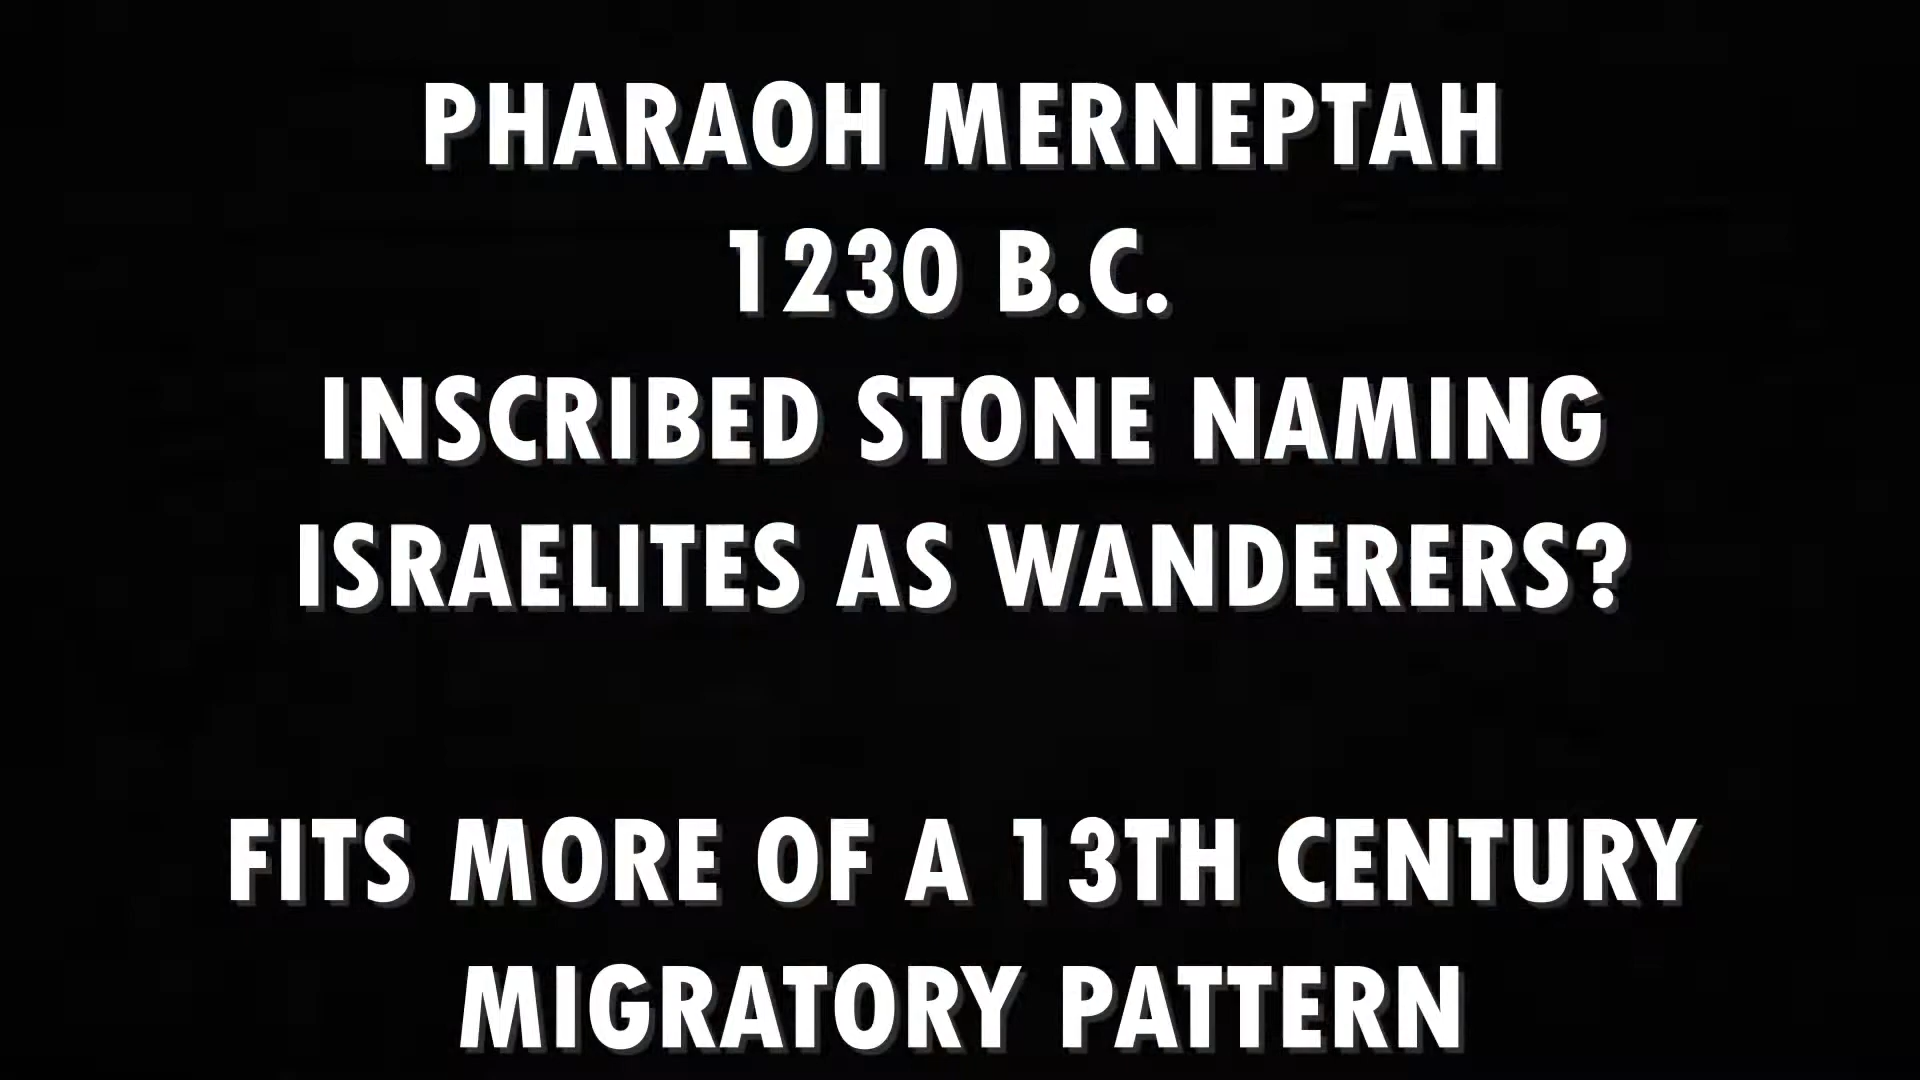 PHARAOH MERNEPTAH
1230 B.C.
INSCRIBED STONE NAMING
ISRAELITES AS WANDERERS?
FITS MORE OF A 13TH CENTURY
MIGRATORY PATTERN